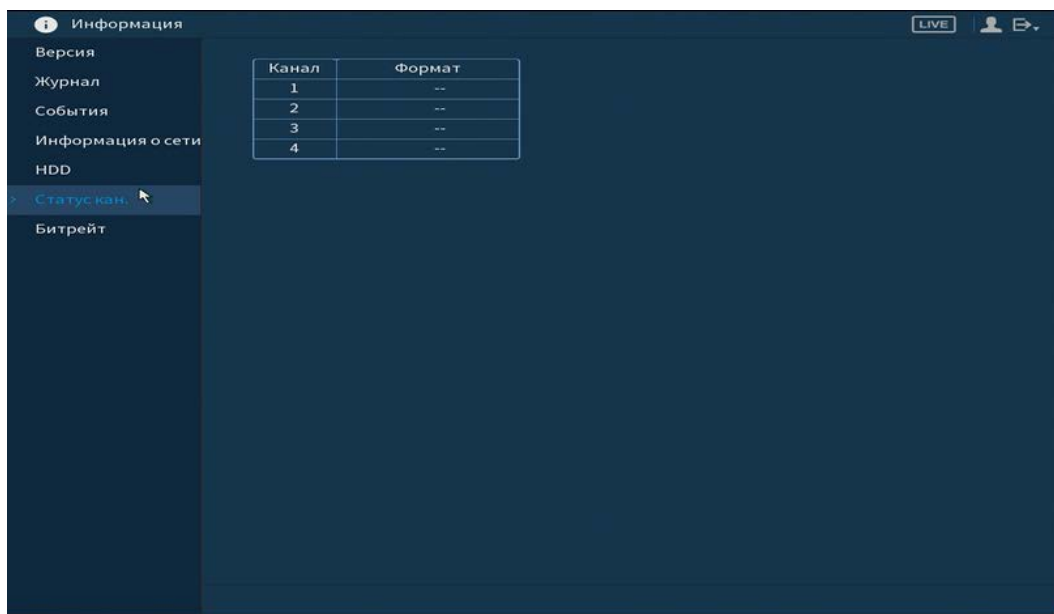 Информация
LIVE
Версия
Журнал
События
Информация о сети
HDD
Статус кан.
Битрейт
Канал Формат
1 --
2 --
3 --
4 --